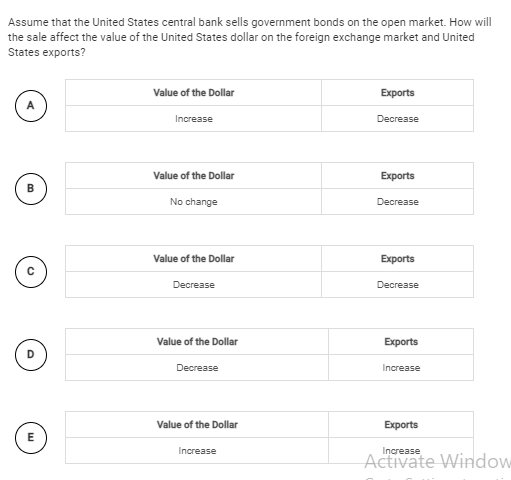 Assume that the United States central bank sells government bonds on the open market. How will
the sale affect the value of the United States dollar on the foreign exchange market and United
States exports?
A
Value of the Dollar Exports
Increase Decrease
B
Value of the Dollar Exports
No change Decrease
C
Value of the Dollar Exports
Decrease Decrease
D
Value of the Dollar Exports
Decrease Increase
E
Value of the Dollar Exports
Increase Increase
Activate Window